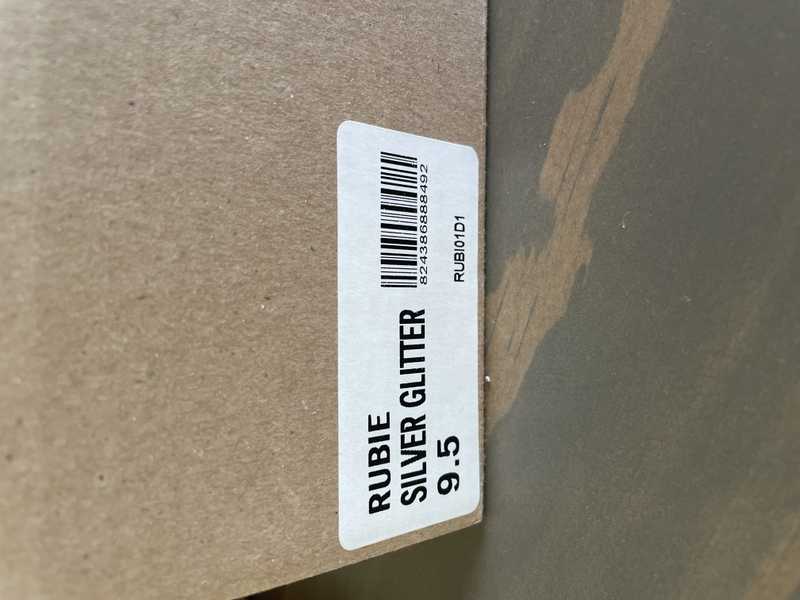 RUBIE
SILVER GLITTER
9.5
824386888492
RUBI01D1